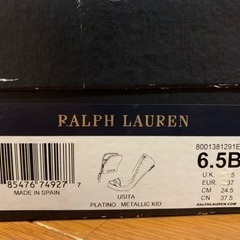 RALPH LAUREN
8001381291E
6.5B
U.K. 5
EUR. 37
CM 24.5
CN 37.5
85476 74927 7
MADE IN SPAIN
USITA
PLATINO METALLIC KID
RALPHLAUREN.COM